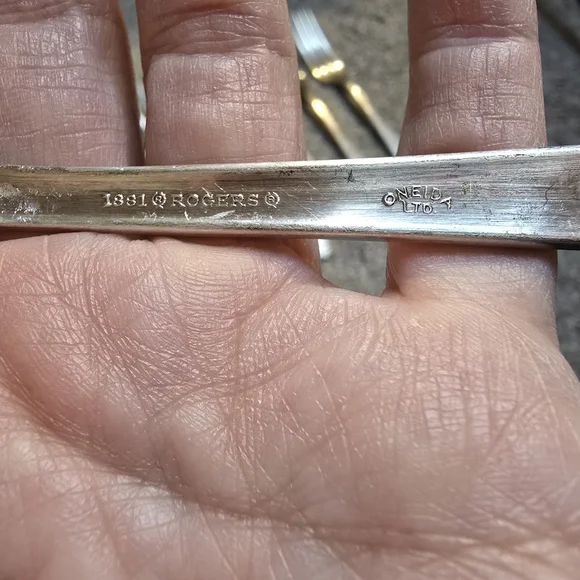 1881 Ⓡ ROGERS Ⓡ
ONEIDA
LTD.